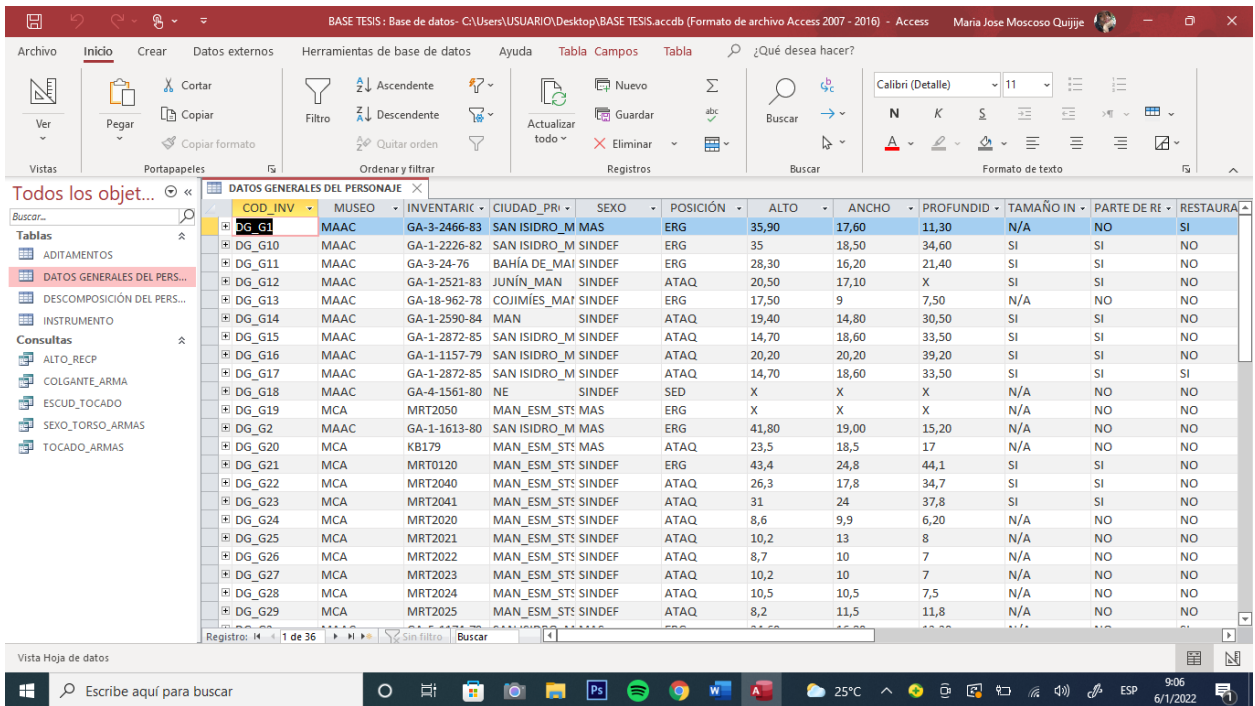 BASE TESIS : Base de datos- C:\Users\USUARIO\Desktop\BASE TESIS.accdb (Formato de archivo Access 2007 - 2016) - Access Maria Jose Moscoso Quijije
Archivo Inicio Crear Datos externos Herramientas de base de datos Ayuda Tabla Campos Tabla ¿Qué desea hacer?
Cortar Ascendente Nuevo Calibri (Detalle) 11
Copiar Descendente Guardar
Ver Pegar Copiar formato Filtro Quitar orden Actualizar todo Eliminar Buscar N K S
Vistas Portapapeles Ordenar y filtrar Registros Buscar Formato de texto
Todos los objet...
Buscar...
Tablas
ADITAMENTOS
DATOS GENERALES DEL PERS...
DESCOMPOSICIÓN DEL PERS...
INSTRUMENTO
Consultas
ALTO_RECP
COLGANTE_ARMA
ESCUD_TOCADO
SEXO_TORSO_ARMAS
TOCADO_ARMAS
DATOS GENERALES DEL PERSONAJE
COD_INV MUSEO INVENTARIC CIUDAD_PR SEXO POSICIÓN ALTO ANCHO PROFUNDID TAMAÑO IN PARTE DE RE RESTAURA
DG_G1 MAAC GA-3-2466-83 SAN ISIDRO_M MAS ERG 35,90 17,60 11,30 N/A NO SI
DG_G10 MAAC GA-1-2226-82 SAN ISIDRO_M SINDEF ERG 35 18,50 34,60 SI SI NO
DG_G11 MAAC GA-3-24-76 BAHÍA DE_MAI SINDEF ERG 28,30 16,20 21,40 SI SI NO
DG_G12 MAAC GA-1-2521-83 JUNÍN_MAN SINDEF ATAQ 20,50 17,10 X SI SI NO
DG_G13 MAAC GA-18-962-78 COJIMÍES_MAI SINDEF ERG 17,50 9 7,50 N/A NO NO
DG_G14 MAAC GA-1-2590-84 MAN SINDEF ATAQ 19,40 14,80 30,50 SI SI NO
DG_G15 MAAC GA-1-2872-85 SAN ISIDRO_M SINDEF ATAQ 14,70 18,60 33,50 SI SI NO
DG_G16 MAAC GA-1-1157-79 SAN ISIDRO_M SINDEF ATAQ 20,20 20,20 39,20 SI SI NO
DG_G17 MAAC GA-1-2872-85 SAN ISIDRO_M SINDEF ATAQ 14,70 18,60 33,50 SI SI SI
DG_G18 MAAC GA-4-1561-80 NE SINDEF SED X X X N/A NO NO
DG_G19 MCA MRT2050 MAN_ESM_STS MAS ERG X X X N/A NO NO
DG_G2 MAAC GA-1-1613-80 SAN ISIDRO_M MAS ERG 41,80 19,00 15,20 N/A NO NO
DG_G20 MCA KB179 MAN_ESM_STS MAS ATAQ 23,5 18,5 17 N/A NO NO
DG_G21 MCA MRT0120 MAN_ESM_STS SINDEF ERG 43,4 24,8 44,1 SI SI NO
DG_G22 MCA MRT2040 MAN_ESM_STS SINDEF ATAQ 26,3 17,8 34,7 SI SI NO
DG_G23 MCA MRT2041 MAN_ESM_STS SINDEF ATAQ 31 24 37,8 SI SI NO
DG_G24 MCA MRT2020 MAN_ESM_STS SINDEF ATAQ 8,6 9,9 6,20 N/A NO NO
DG_G25 MCA MRT2021 MAN_ESM_STS SINDEF ATAQ 10,2 13 8 N/A NO NO
DG_G26 MCA MRT2022 MAN_ESM_STS SINDEF ATAQ 8,7 10 7 N/A NO NO
DG_G27 MCA MRT2023 MAN_ESM_STS SINDEF ATAQ 10,2 10 7 N/A NO NO
DG_G28 MCA MRT2024 MAN_ESM_STS SINDEF ATAQ 10,5 10,5 7,5 N/A NO NO
DG_G29 MCA MRT2025 MAN_ESM_STS SINDEF ATAQ 8,2 11,5 11,8 N/A NO NO
Registro: 1 de 36 Sin filtro Buscar
Vista Hoja de datos
Escribe aquí para buscar Ps 25°C ESP 9:06
6/1/2022